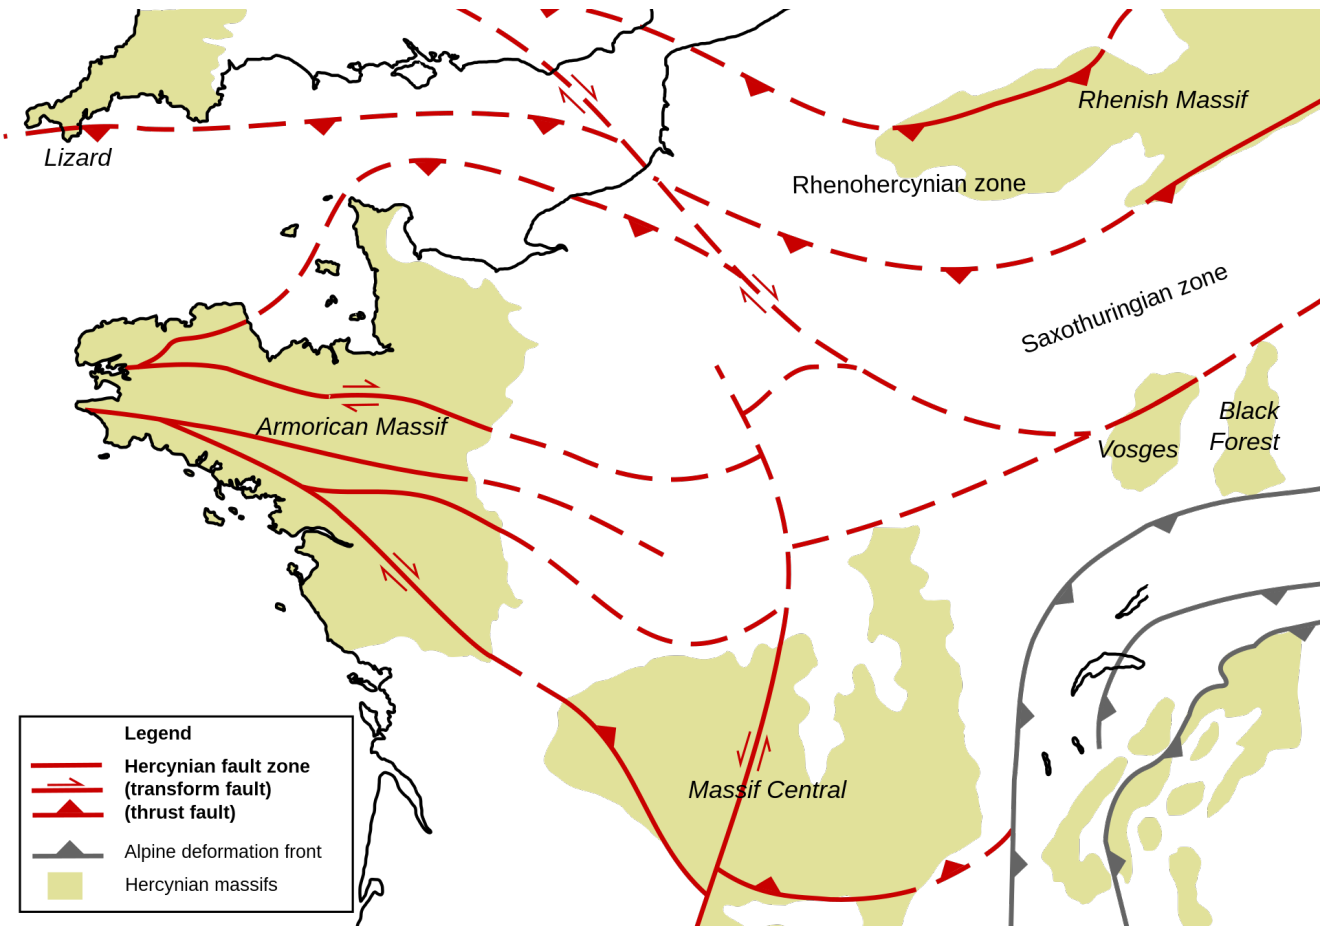 Rhenish Massif
Lizard
Rhenohercynian zone
Saxothuringian zone
Armorican Massif
Black
Forest
Vosges
Massif Central
Legend
Hercynian fault zone
(transform fault)
(thrust fault)
Alpine deformation front
Hercynian massifs